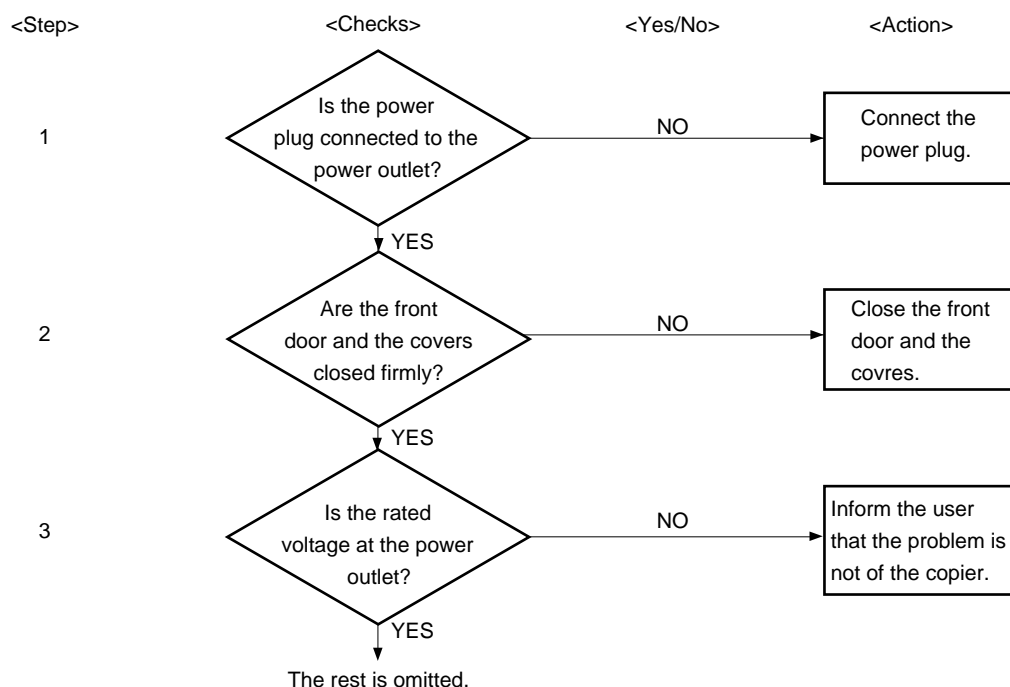 <Step>
<Checks>
<Yes/No>
<Action>
1
Is the power
plug connected to the
power outlet?
NO
Connect the
power plug.
YES
2
Are the front
door and the covers
closed firmly?
NO
Close the front
door and the
covres.
YES
3
Is the rated
voltage at the power
outlet?
NO
Inform the user
that the problem is
not of the copier.
YES
The rest is omitted.